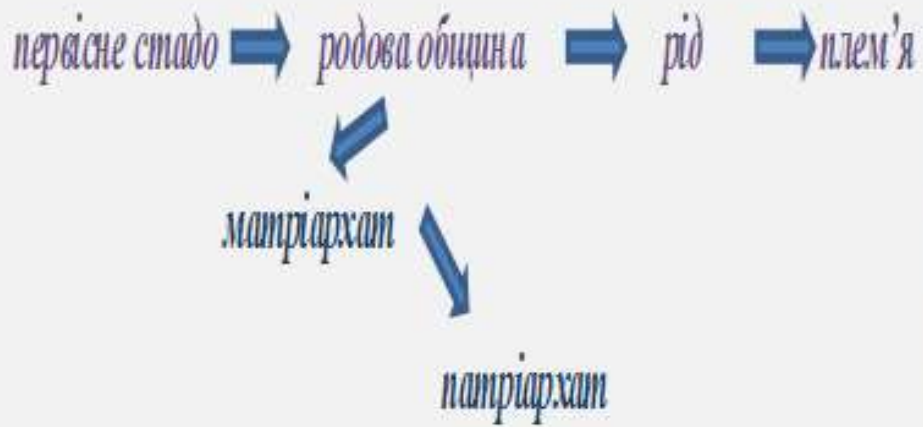 первісне стадо родова община рід плем’я
матріархат
патріархат